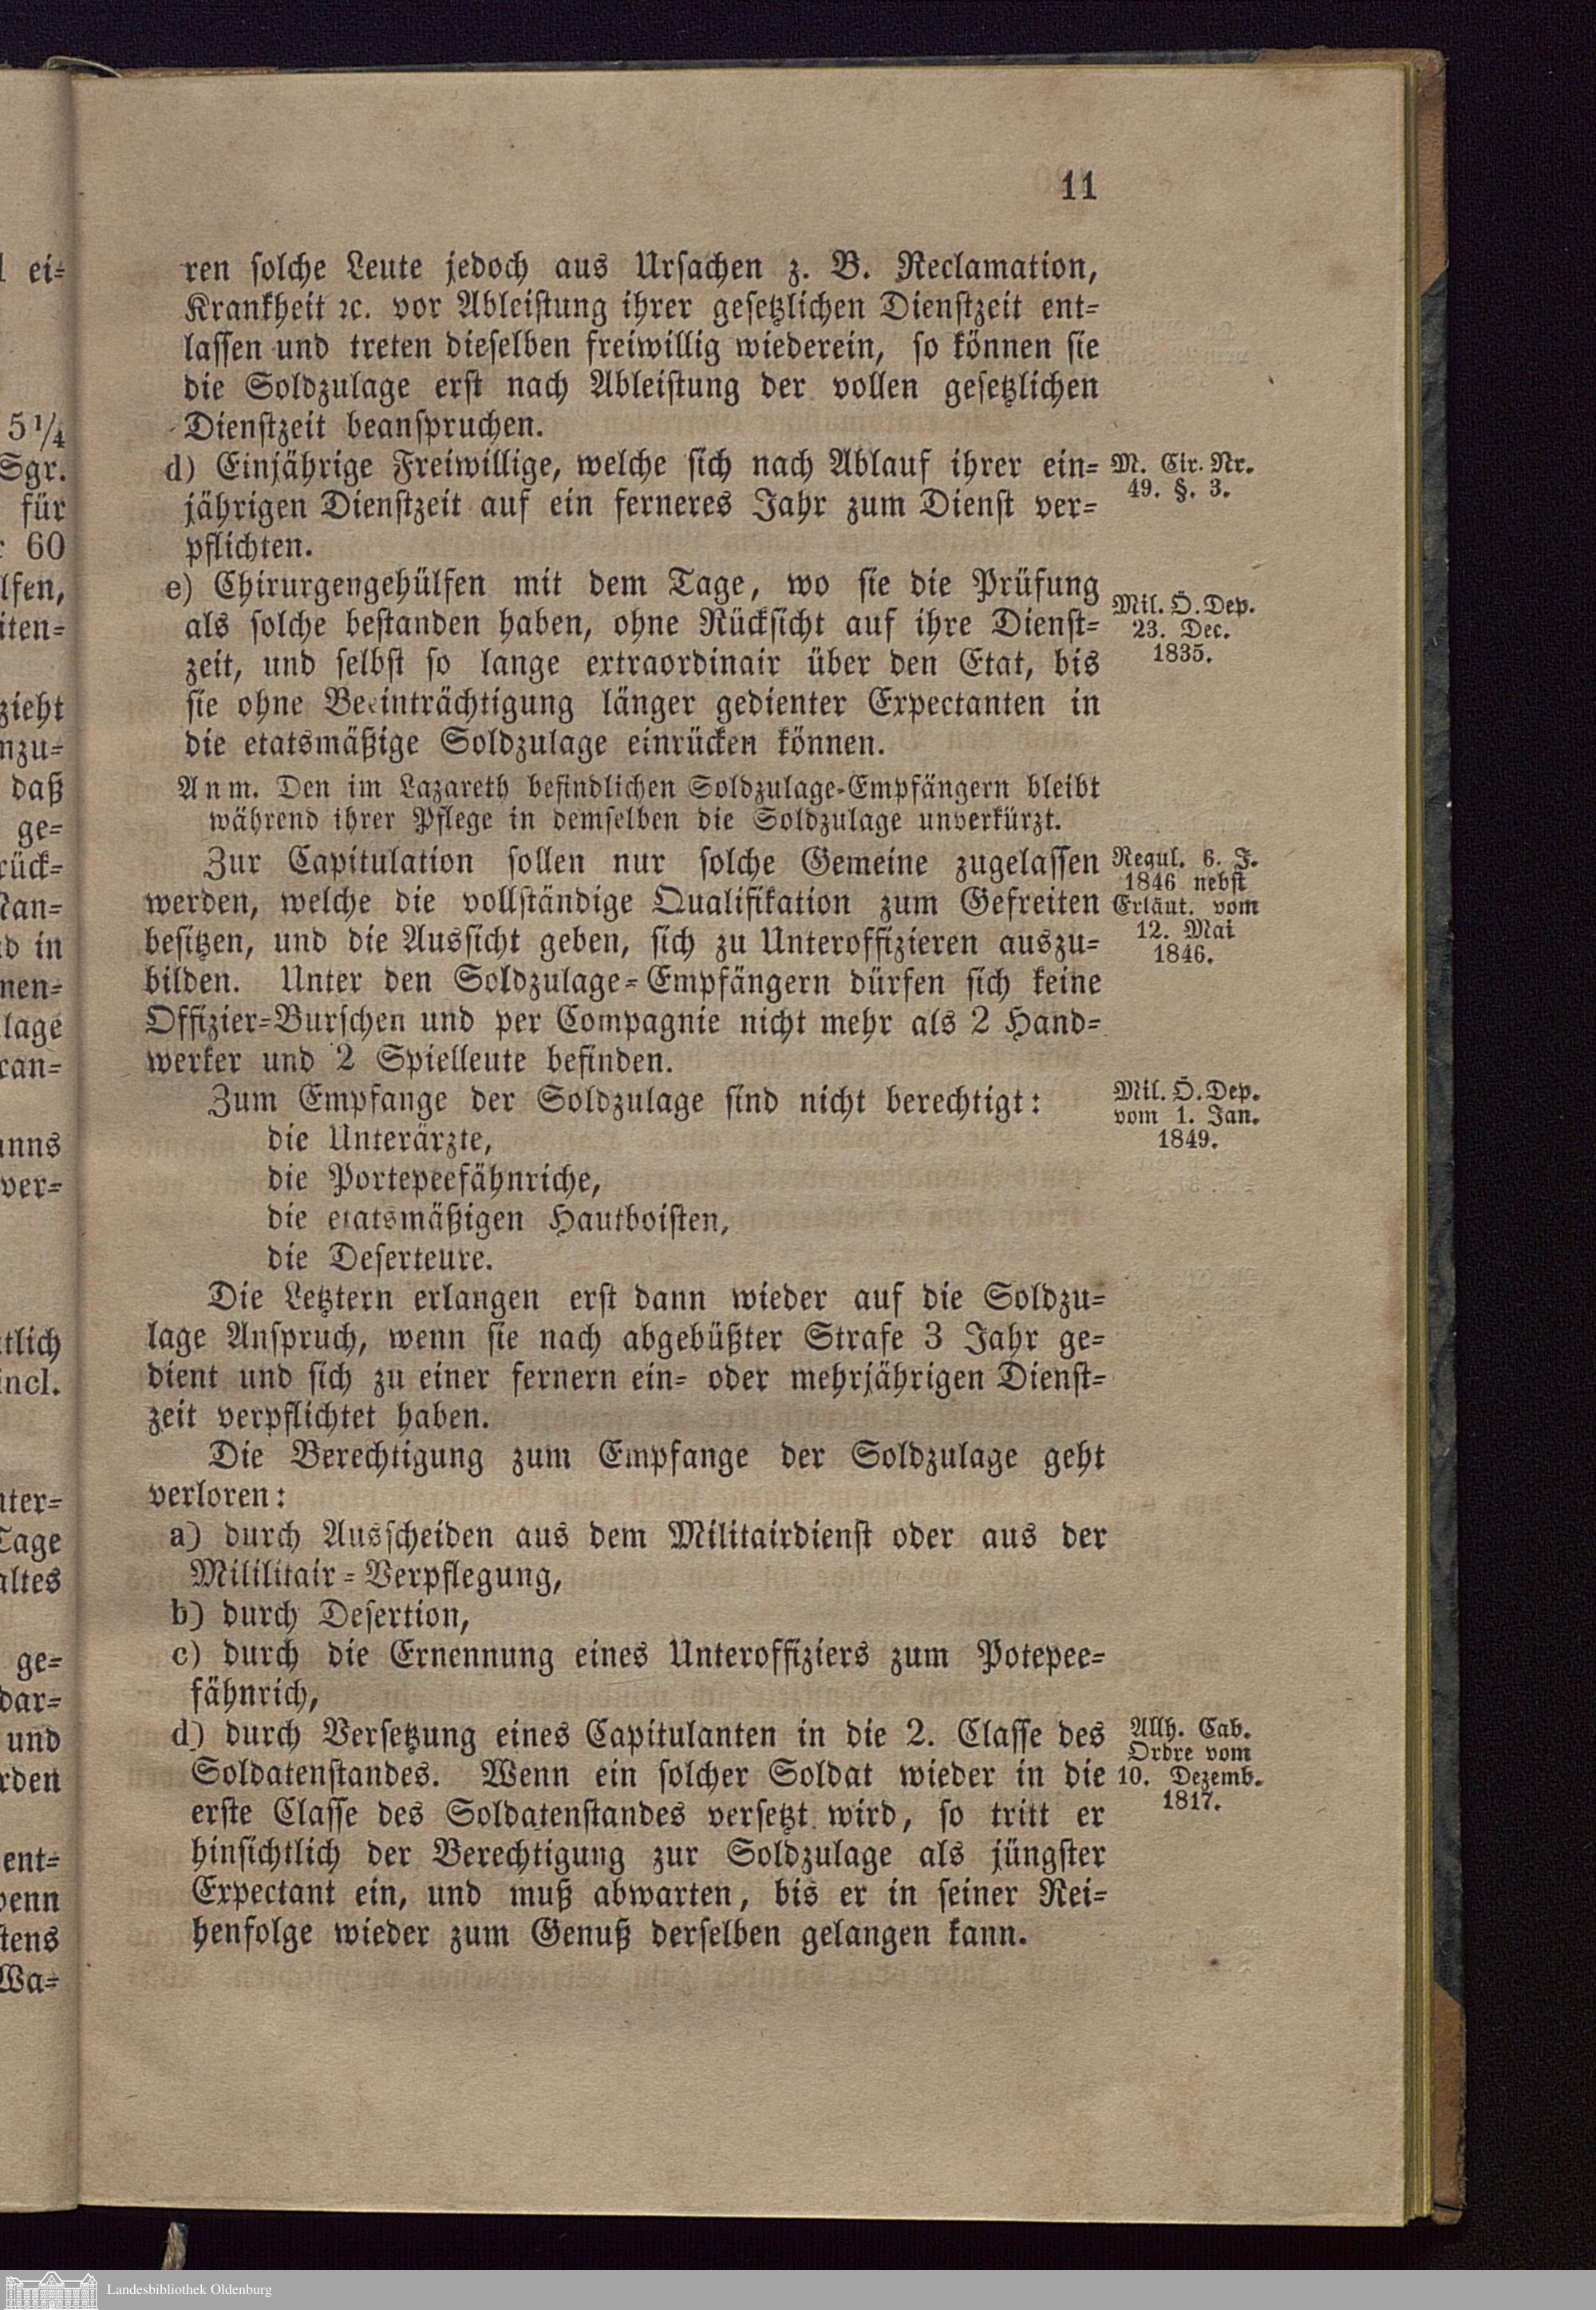 11
ren solche Leute jedoch aus Ursachen z. B. Reclamation,
Krankheit ꝛc. vor Ableistung ihrer gesetzlichen Dienstzeit ent-
lassen und treten dieselben freiwillig wiederein, so können sie
die Soldzulage erst nach Ableistung der vollen gesetzlichen
Dienstzeit beanspruchen.
d) Einjährige Freiwillige, welche sich nach Ablauf ihrer ein-
jährigen Dienstzeit auf ein ferneres Jahr zum Dienst ver-
pflichten.
M. Cir. Nr.
49. §. 3.
e) Chirurgengehülfen mit dem Tage, wo sie die Prüfung
als solche bestanden haben, ohne Rücksicht auf ihre Dienst-
zeit, und selbst so lange extraordinair über den Etat, bis
sie ohne Beeinträchtigung länger gedienter Expectanten in
die etatsmäßige Soldzulage einrücken können.
Mil. Ö. Dep.
23. Dec.
1835.
Anm. Den im Lazareth befindlichen Soldzulage-Empfängern bleibt
während ihrer Pflege in demselben die Soldzulage unverkürzt.
Zur Capitulation sollen nur solche Gemeine zugelassen
werden, welche die vollständige Qualifikation zum Gefreiten
besitzen, und die Aussicht geben, sich zu Unteroffizieren auszu-
bilden. Unter den Soldzulage-Empfängern dürfen sich keine
Offizier-Burschen und per Compagnie nicht mehr als 2 Hand-
werker und 2 Spielleute befinden.
Regul. 6. J.
1846 nebst
Erläut. vom
12. Mai
1846.
Zum Empfange der Soldzulage sind nicht berechtigt:
die Unterärzte,
die Portepeefähnriche,
die etatsmäßigen Hautboisten,
die Deserteure.
Mil. Ö. Dep.
vom 1. Jan.
1849.
Die Letztern erlangen erst dann wieder auf die Soldzu-
lage Anspruch, wenn sie nach abgebüßter Strafe 3 Jahr ge-
dient und sich zu einer fernern ein- oder mehrjährigen Dienst-
zeit verpflichtet haben.
Die Berechtigung zum Empfange der Soldzulage geht
verloren:
a) durch Ausscheiden aus dem Militairdienst oder aus der
Mililitair-Verpflegung,
b) durch Desertion,
c) durch die Ernennung eines Unteroffiziers zum Potepee-
fähnrich,
d) durch Versetzung eines Capitulanten in die 2. Classe des
Soldatenstandes. Wenn ein solcher Soldat wieder in die
erste Classe des Soldatenstandes versetzt wird, so tritt er
hinsichtlich der Berechtigung zur Soldzulage als jüngster
Expectant ein, und muß abwarten, bis er in seiner Rei-
henfolge wieder zum Genuß derselben gelangen kann.
Allh. Cab.
Ordre vom
10. Dezemb.
1817.
Landesbibliothek Oldenburg